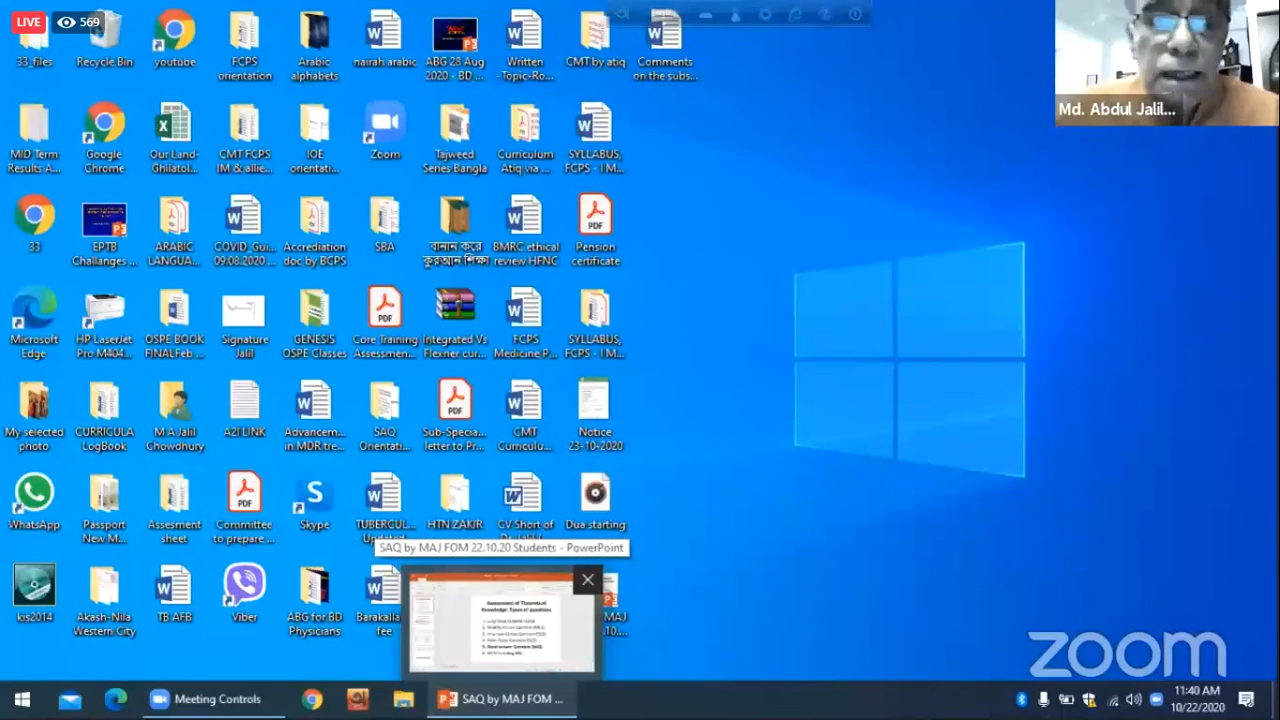 LIVE 569
33_files
Recycle Bin
youtube
FCPS
orientation
Arabic
alphabets
nairah arabic
ABG 28 Aug
2020 - BD ...
Written
-Topic-Ro...
CMT by atiq
Comments
on the subs...
Md. Abdul Jalil...
MID Term
Results A...
Google
Chrome
Our Land-
Ghilatol...
CMT FCPS
IM & allie...
IOE
orientati...
Zoom
Tajweed
Series Bangla
Curriculum
Atiq via ...
SYLLABUS,
FCPS - I M...
33
EPTB
Challanges ...
ARABIC
LANGUA...
COVID_Gui...
09.08.2020 ...
Accrediation
doc by BCPS
SBA
বানান করে
কুরআন শিক্ষা
BMRC ethical
review HFNC
Pension
certificate
Microsoft
Edge
HP LaserJet
Pro M404...
OSPE BOOK
FINALFeb ...
Signature
Jalil
GENESIS
OSPE Classes
Core Training
Assessmen...
Integrated Vs
Flexner cur...
FCPS
Medicine P...
SYLLABUS,
FCPS - I M...
My selected
photo
CURRICULA
LogBook
M A Jalil
Chowdhury
A2I LINK
Advancem...
in MDR tre...
SAQ
Orientati...
Sub-Specia...
letter to Pr...
CMT
Curriculu...
Notice
23-10-2020
WhatsApp
Passport
New M...
Assesment
sheet
Committee
to prepare ...
Skype
TUBERCUL...
HTN ZAKIR
CV Short of
Dua starting
SAQ by MAJ FOM 22.10.20 Students - PowerPoint
kis2014
Akash-Nila
Western City
TB AFB
Viber
ABG for BD
Physicians
Barakalla
fee
MAJ
Assessment of Theoretical
Knowledge: Types of questions
zoom
Meeting Controls
SAQ by MAJ FOM ...
11:40 AM
10/22/2020